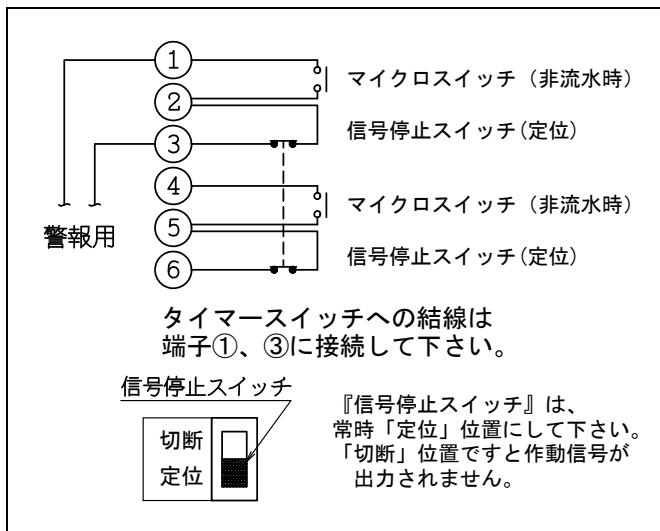 ①
マイクロスイッチ（非流水時）
②
信号停止スイッチ(定位)
③
④
マイクロスイッチ（非流水時）
⑤
信号停止スイッチ(定位)
⑥
警報用
タイマースイッチへの結線は
端子①、③に接続して下さい。
信号停止スイッチ
切断
定位
『信号停止スイッチ』は、
常時「定位」位置にして下さい。
「切断」位置ですと作動信号が
出力されません。